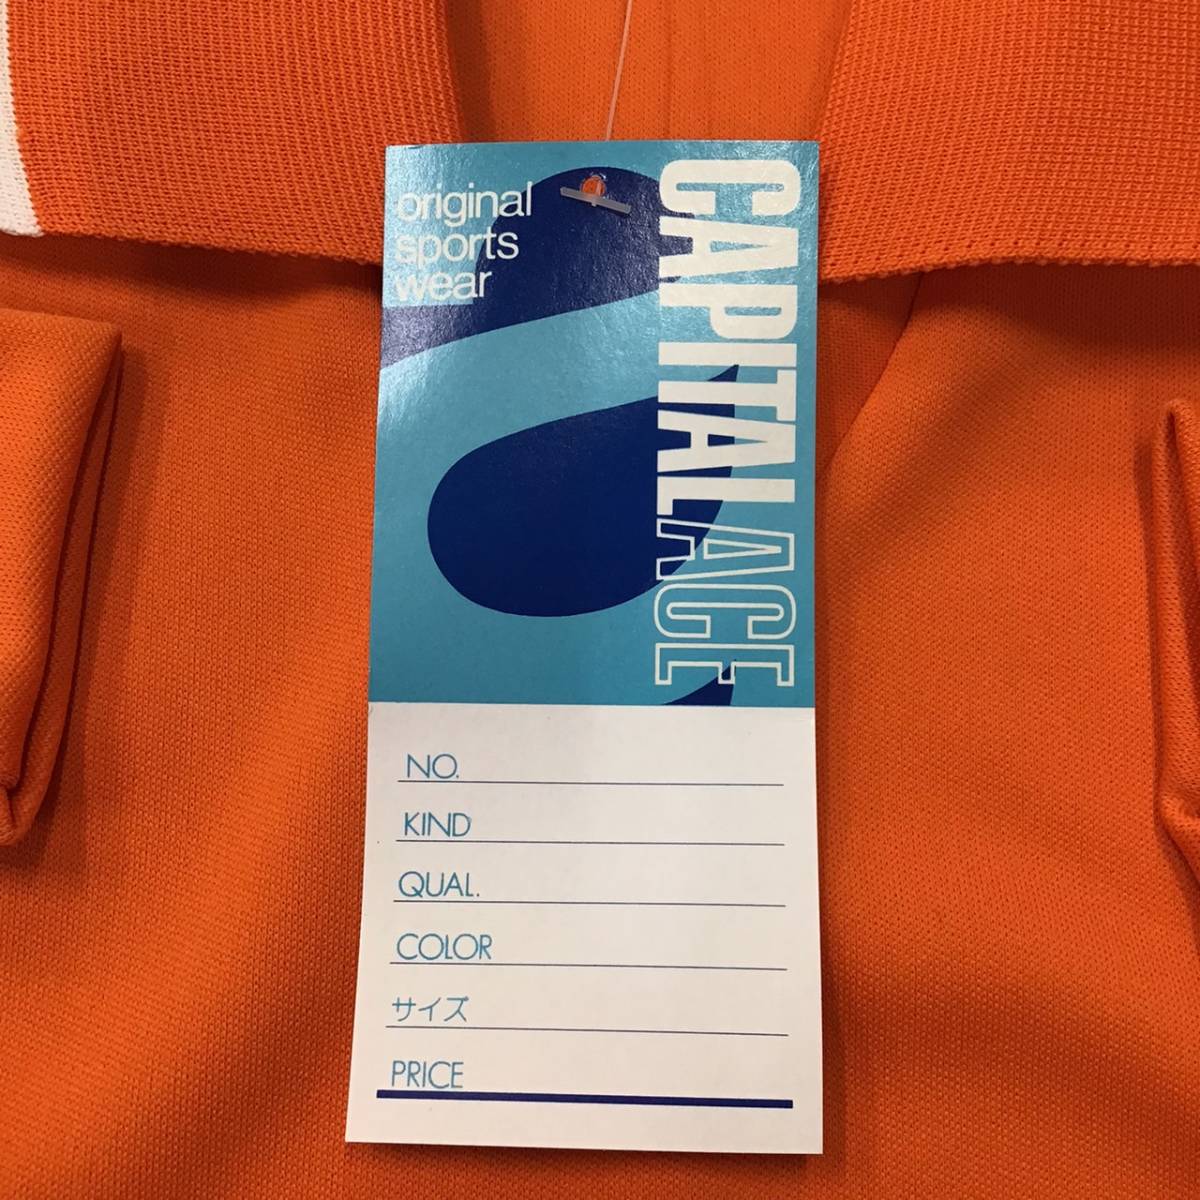 original
sports
wear
CAPITALACE
NO.
KIND
QUAL.
COLOR
サイズ
PRICE